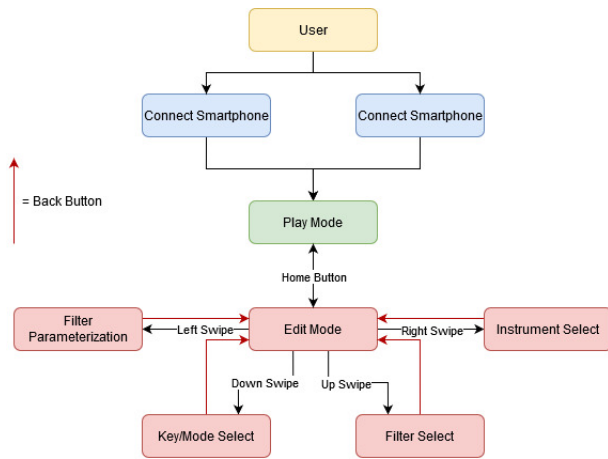 User
Connect Smartphone
Connect Smartphone
= Back Button
Play Mode
Home Button
Filter
Parameterization
Left Swipe
Edit Mode
Right Swipe
Instrument Select
Down Swipe
Up Swipe
Key/Mode Select
Filter Select